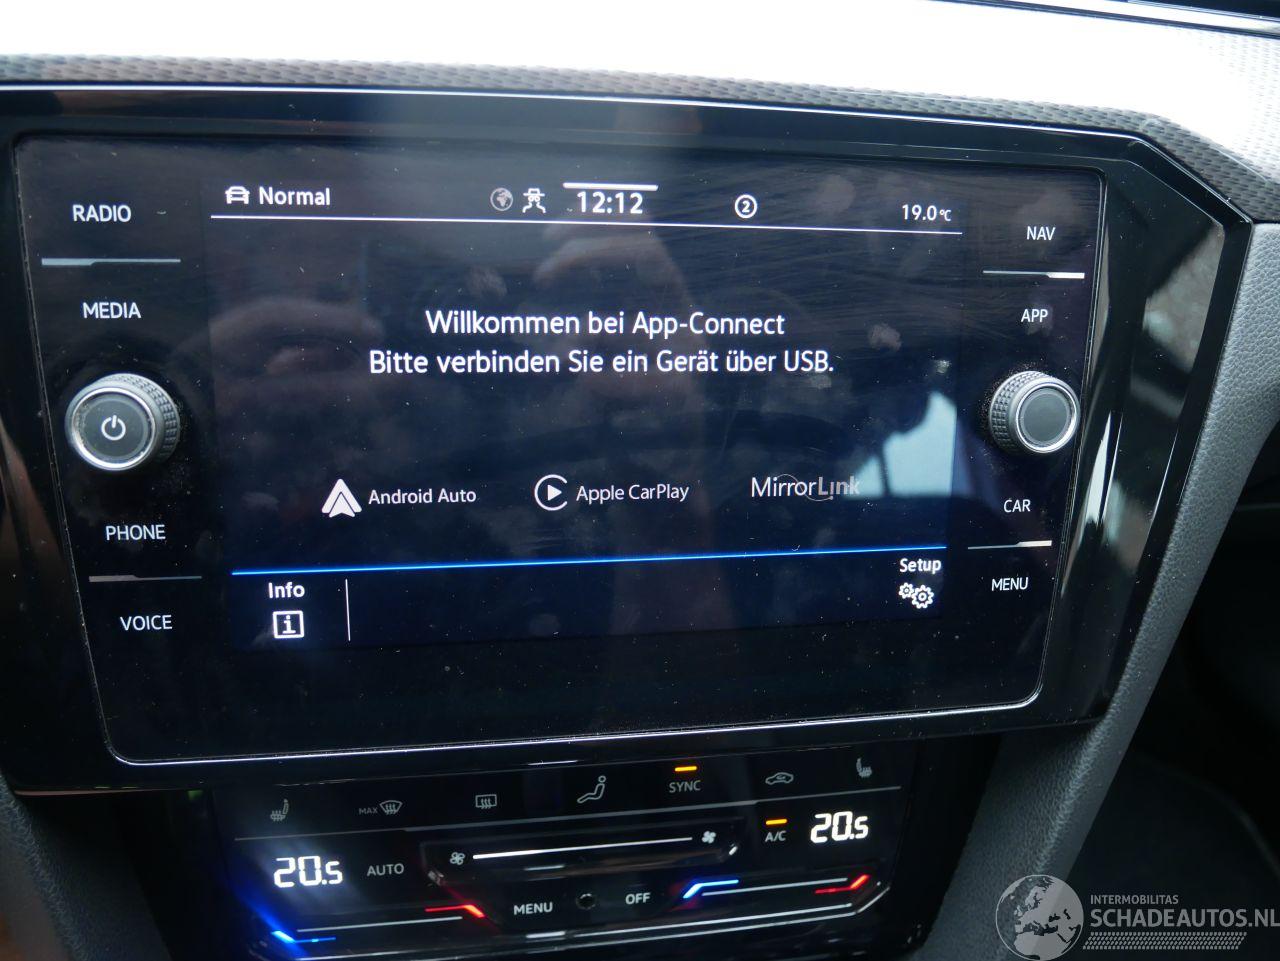 RADIO
MEDIA
PHONE
VOICE
Normal
12:12
2
19.0°C
Willkommen bei App-Connect
Bitte verbinden Sie ein Gerät über USB.
Android Auto
Apple CarPlay
MirrorLink
Info
i
Setup
NAV
APP
CAR
MENU
MAX
SYNC
20.5
AUTO
A/C
20.5
MENU
OFF
INTERMOBILITAS
SCHADEAUTOS.NL